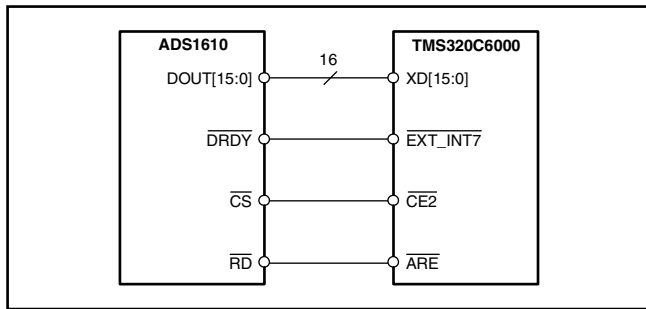 ADS1610 TMS320C6000
16
DOUT[15:0] XD[15:0]
DRDY EXT_INT7
CS CE2
RD ARE